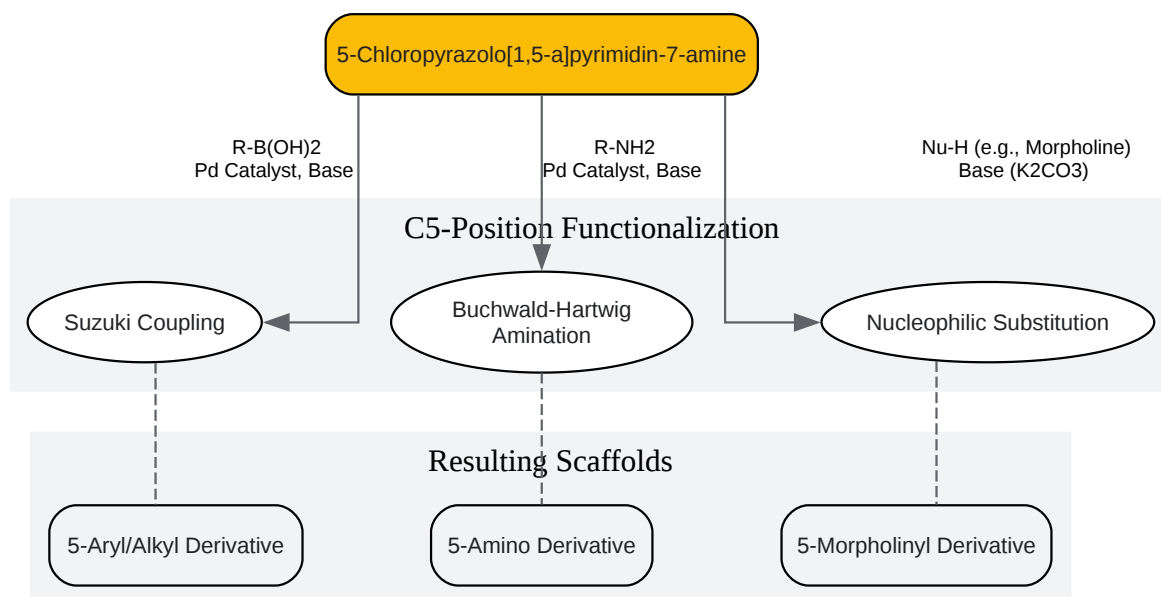 5-Chloropyrazolo[1,5-a]pyrimidin-7-amine
R-B(OH)2
Pd Catalyst, Base
R-NH2
Pd Catalyst, Base
Nu-H (e.g., Morpholine)
Base (K2CO3)
C5-Position Functionalization
Suzuki Coupling
Buchwald-Hartwig
Amination
Nucleophilic Substitution
Resulting Scaffolds
5-Aryl/Alkyl Derivative
5-Amino Derivative
5-Morpholinyl Derivative